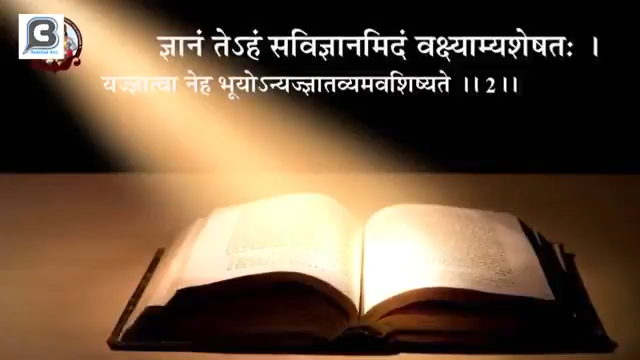 ज्ञानं तेऽहं सविज्ञानमिदं वक्ष्याम्यशेषतः ।
यज्ज्ञात्वा नेह भूयोऽन्यज्ज्ञातव्यमवशिष्यते ।। 2 ।।